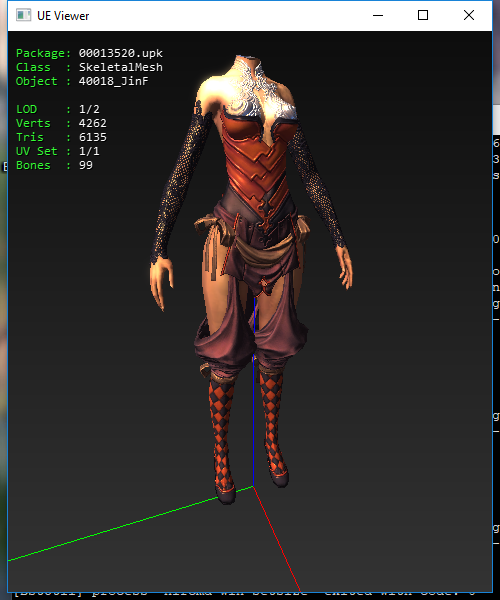 UE Viewer
Package: 00013520.upk
Class : SkeletalMesh
Object : 40018_JinF
LOD : 1/2
Verts : 4262
Tris : 6135
UV Set : 1/1
Bones : 99